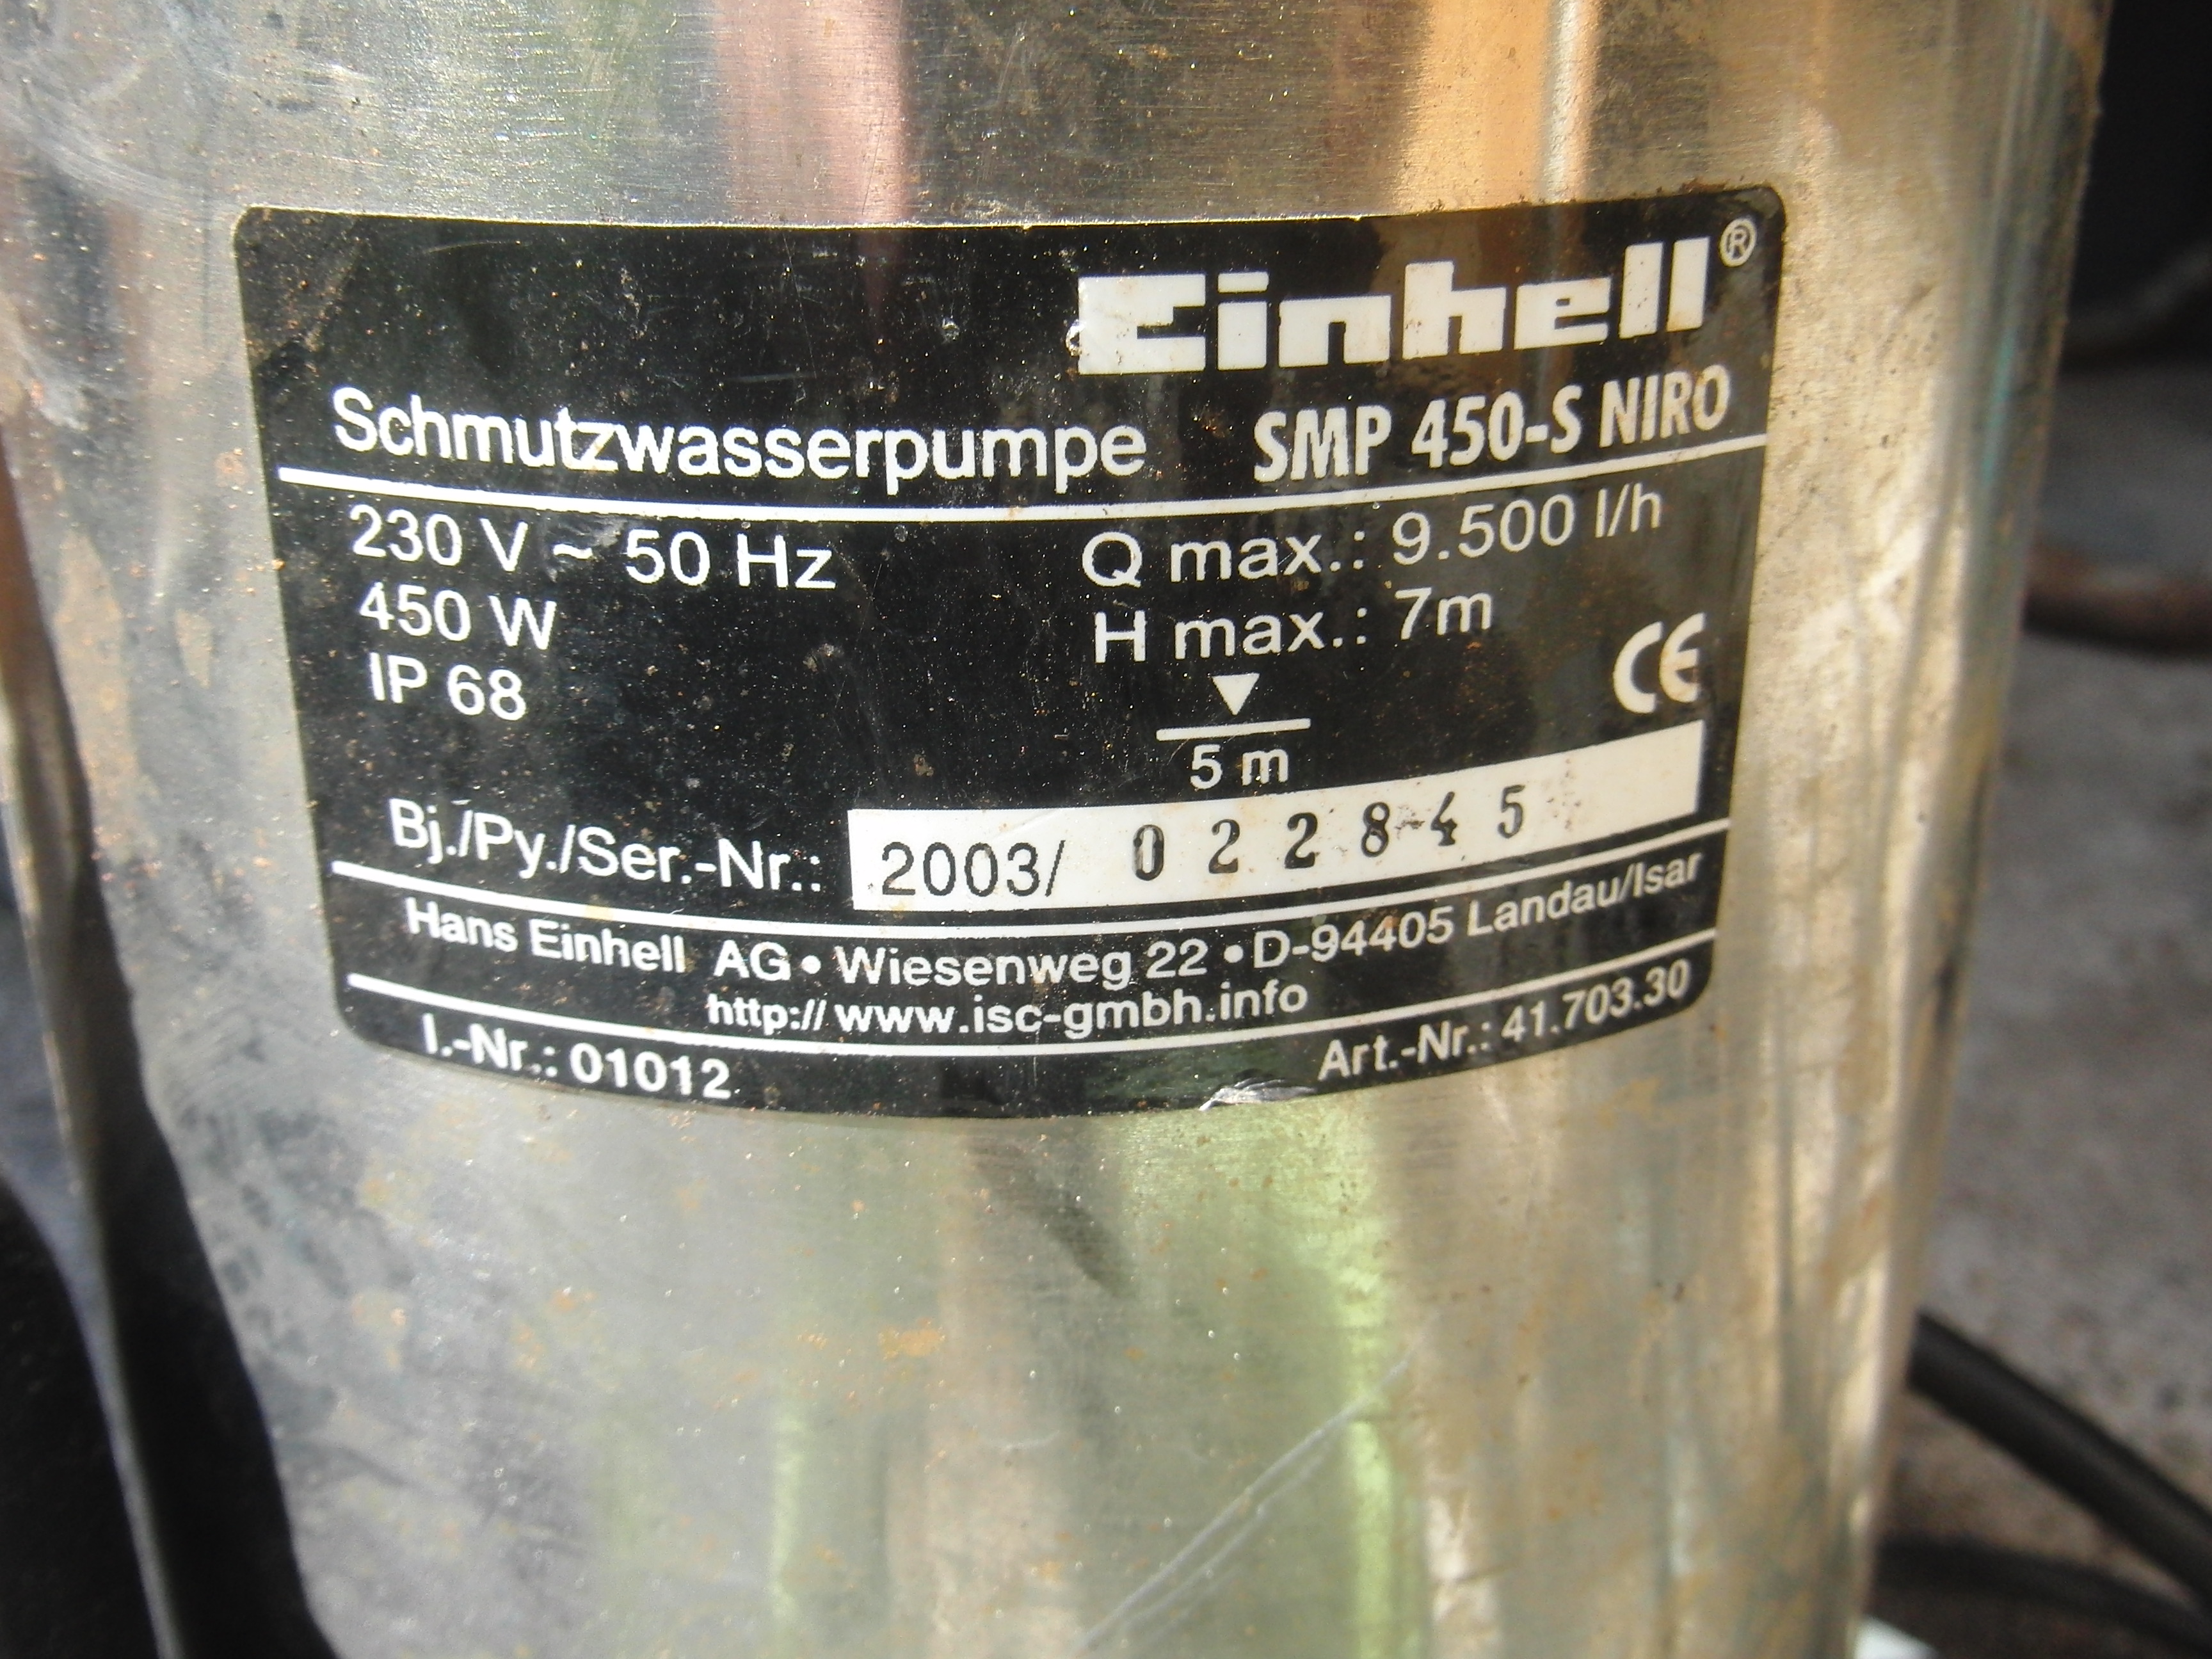 Einhell®
Schmutzwasserpumpe SMP 450-S NIRO
230 V ~ 50 Hz Q max.: 9.500 l/h
450 W H max.: 7m
IP 68
CE
5 m
Bj./Py./Ser.-Nr.: 2003/ 022845
Hans Einhell AG • Wiesenweg 22 • D-94405 Landau/Isar
http://www.isc-gmbh.info
I.-Nr.: 01012 Art.-Nr.: 41.703.30